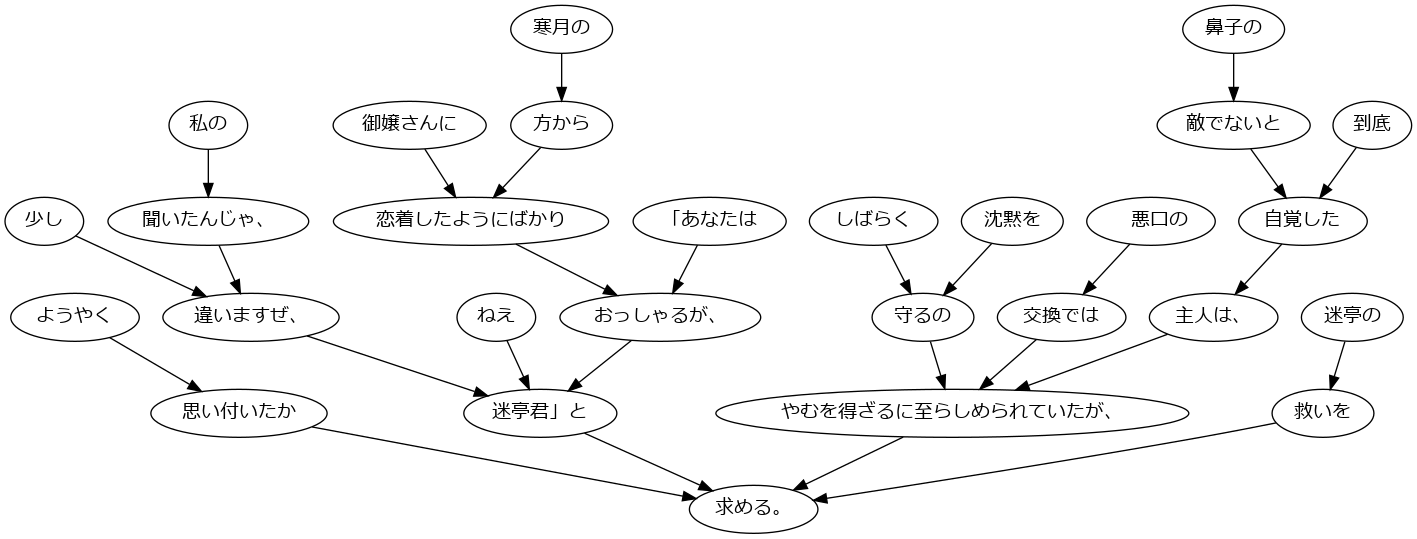 寒月の
鼻子の
私の
御嬢さんに
方から
敵でないと
到底
少し
聞いたんじゃ、
恋着したようにばかり
「あなたは
しばらく
沈黙を
悪口の
自覚した
ようやく
違いますぜ、
ねえ
おっしゃるが、
守るの
交換では
主人は、
迷亭の
思い付いたか
迷亭君」と
やむを得ざるに至らしめられていたが、
救いを
求める。